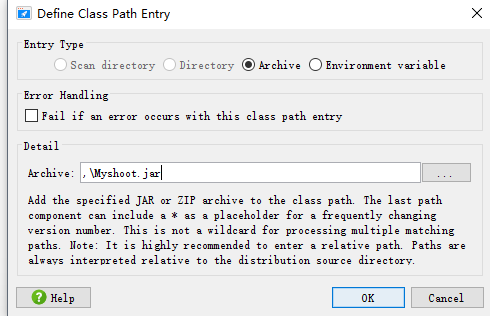 Define Class Path Entry
Entry Type
Scan directory Directory Archive Environment variable
Error Handling
Fail if an error occurs with this class path entry
Detail
Archive: ,\Myshoot.jar ...
Add the specified JAR or ZIP archive to the class path. The last path
component can include a * as a placeholder for a frequently changing
version number. This is not a wildcard for processing multiple matching
paths. Note: It is highly recommended to enter a relative path. Paths are
always interpreted relative to the distribution source directory.
Help OK Cancel